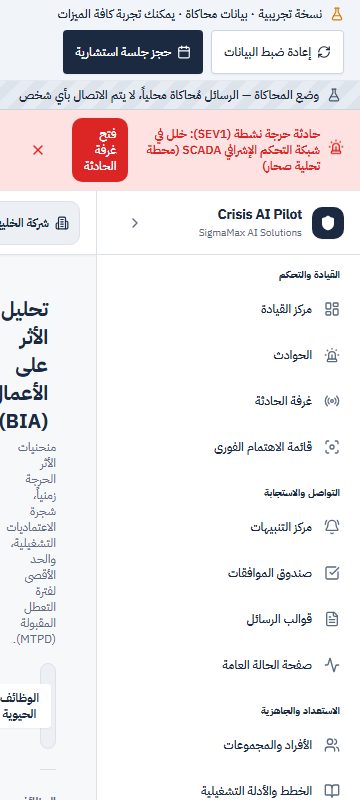 نسخة تجريبية · بيانات محاكاة · يمكنك تجربة كافة الميزات
إعادة ضبط البيانات
حجز جلسة استشارية
وضع المحاكاة — الرسائل مُحاكاة محلياً، لا يتم الاتصال بأي شخص
حادثة حرجة نشطة (SEV1): خلل في
شبكة التحكم الإشرافي SCADA (محطة
تحلية صحار)
فتح
غرفة
الحادثة
Crisis AI Pilot
SigmaMax AI Solutions
القيادة والتحكم
مركز القيادة
الحوادث
غرفة الحادثة
قائمة الاهتمام الفوري
التواصل والاستجابة
مركز التنبيهات
صندوق الموافقات
قوالب الرسائل
صفحة الحالة العامة
الاستعداد والجاهزية
الأفراد والمجموعات
الخطط والأدلة التشغيلية
شركة
تحليل
الأثر
على
الأعمال
(BIA)
منحنيات
الأثر
الحرجة
زمنياً،
شجرة
الاعتماديات
التشغيلية،
والحد
الأقصى
لفترة
التعطل
المقبولة
(MTPD).
الوظائف
الحيوية